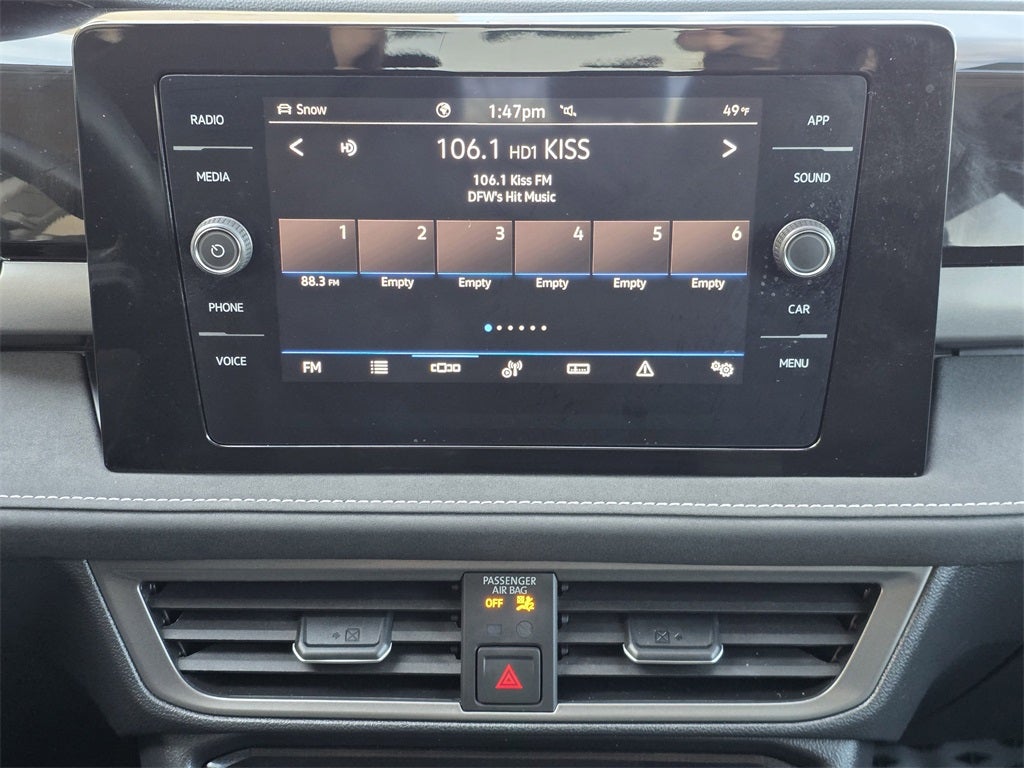 RADIO
MEDIA
PHONE
VOICE
Snow
1:47pm
49°F
HD
106.1 HD1 KISS
106.1 Kiss FM
DFW's Hit Music
1 2 3 4 5 6
88.3 FM Empty Empty Empty Empty Empty
FM
APP
SOUND
CAR
MENU
PASSENGER
AIR BAG
OFF